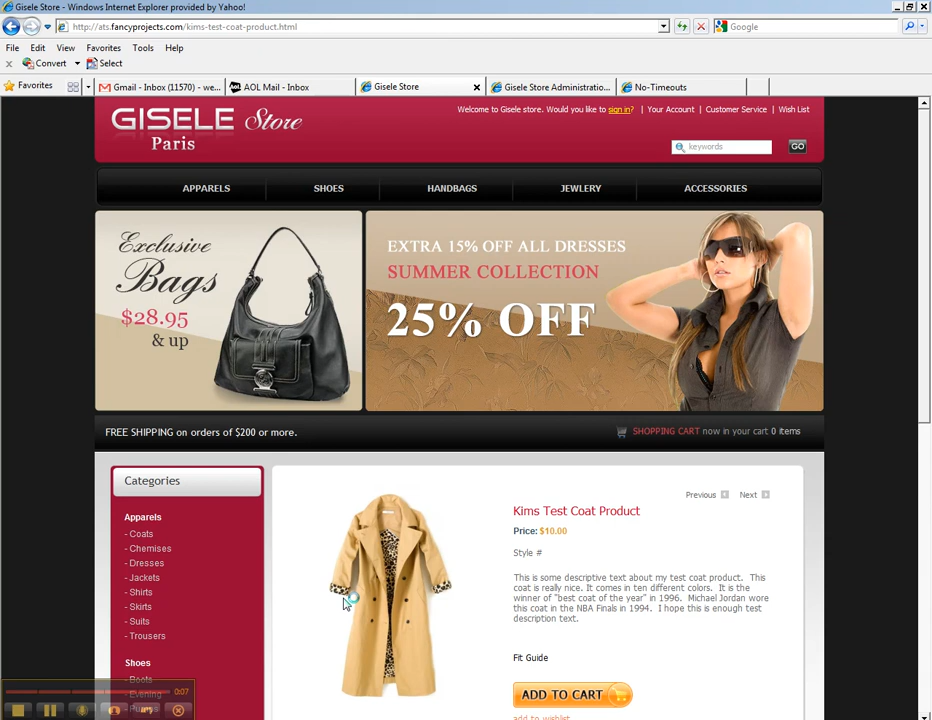 Gisele Store - Windows Internet Explorer provided by Yahoo!
http://ats.fancyprojects.com/kims-test-coat-product.html
Google
File Edit View Favorites Tools Help
x Convert Select
Favorites
Gmail - Inbox (11570) - we...
AOL Mail - Inbox
Gisele Store
Gisele Store Administratio...
No-Timeouts
GISELE Store
Paris
Welcome to Gisele store. Would you like to sign in? | Your Account | Customer Service | Wish List
keywords
GO
APPARELS SHOES HANDBAGS JEWLERY ACCESSORIES
Exclusive
Bags
$28.95
& up
EXTRA 15% OFF ALL DRESSES
SUMMER COLLECTION
25% OFF
FREE SHIPPING on orders of $200 or more.
SHOPPING CART now in your cart 0 items
Categories
Apparels
- Coats
- Chemises
- Dresses
- Jackets
- Shirts
- Skirts
- Suits
- Trousers
Shoes
- Boots
- Evening
Previous Next
Kims Test Coat Product
Price: $10.00
Style #
This is some descriptive text about my test coat product. This
coat is really nice. It comes in ten different colors. It is the
winner of "best coat of the year" in 1996. Michael Jordan wore
this coat in the NBA Finals in 1994. I hope this is enough test
description text.
Fit Guide
ADD TO CART
add to wishlist
0:07